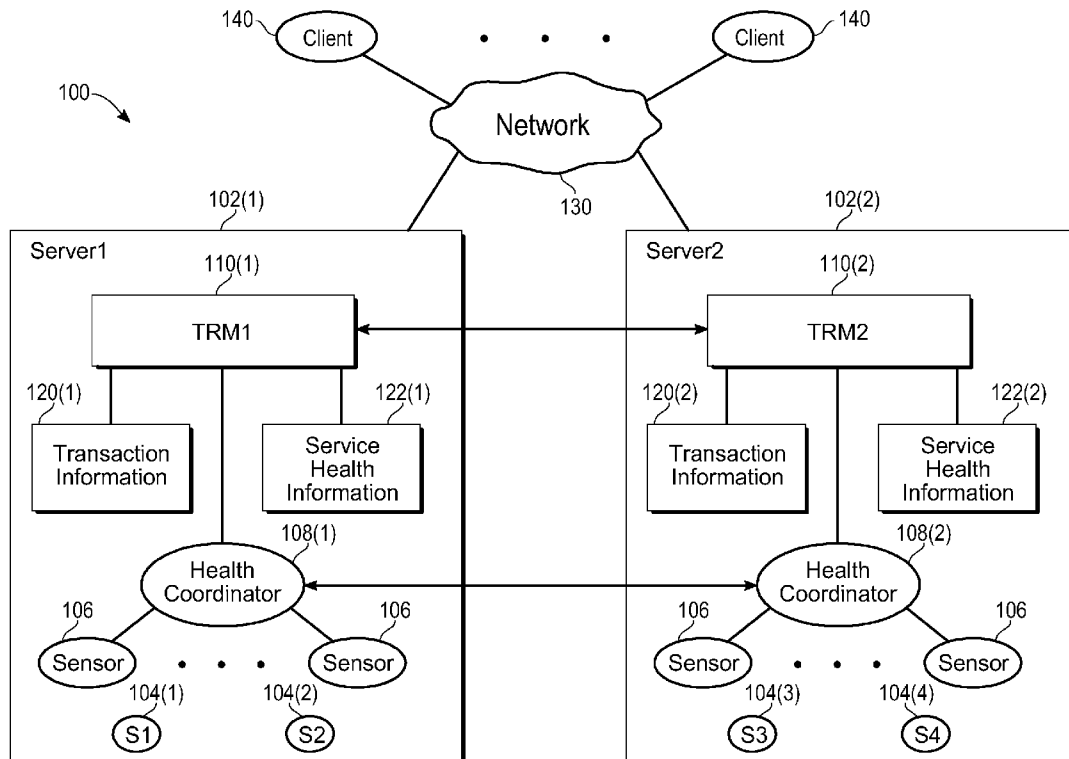 140
Client
Client
140
100
Network
130
102(1)
102(2)
Server1
Server2
110(1)
110(2)
TRM1
TRM2
120(1)
122(1)
120(2)
122(2)
Transaction
Information
Service
Health
Information
Transaction
Information
Service
Health
Information
108(1)
108(2)
Health
Coordinator
Health
Coordinator
106
106
106
106
Sensor
Sensor
Sensor
Sensor
104(1)
104(2)
104(3)
104(4)
S1
S2
S3
S4